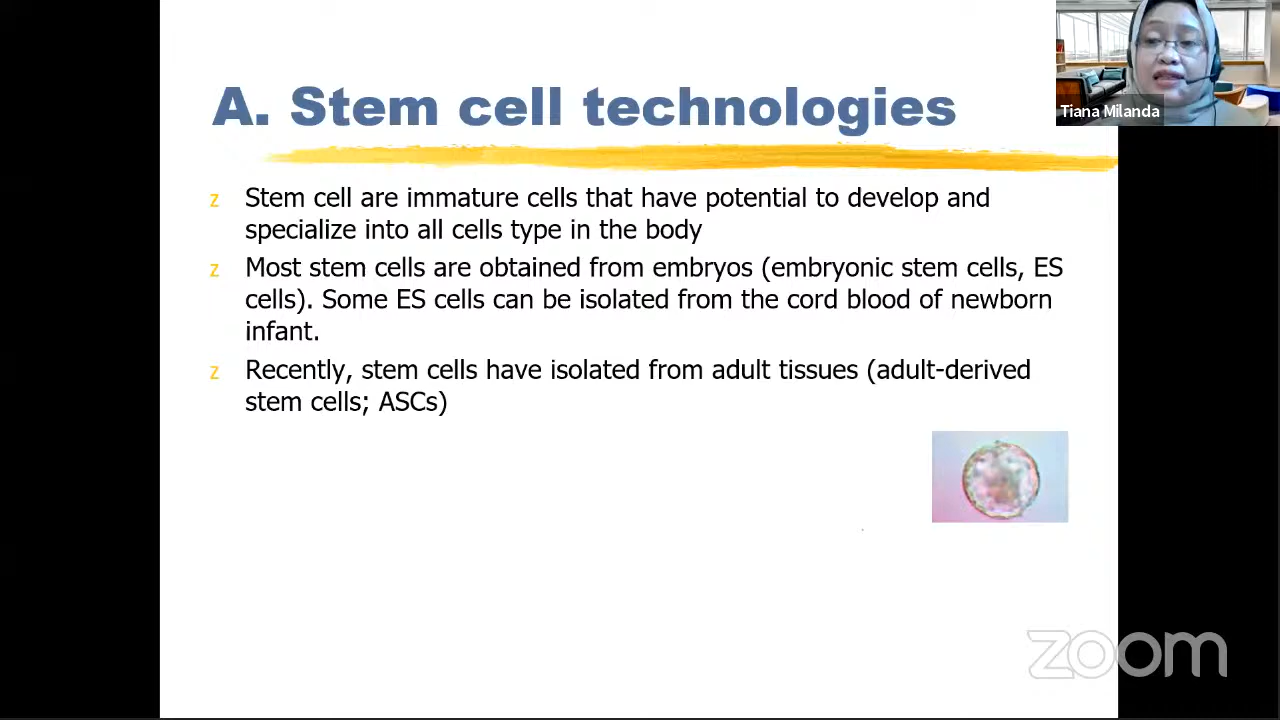 A. Stem cell technologies
Tiana Milanda
z Stem cell are immature cells that have potential to develop and
specialize into all cells type in the body
z Most stem cells are obtained from embryos (embryonic stem cells, ES
cells). Some ES cells can be isolated from the cord blood of newborn
infant.
z Recently, stem cells have isolated from adult tissues (adult-derived
stem cells; ASCs)
zoom